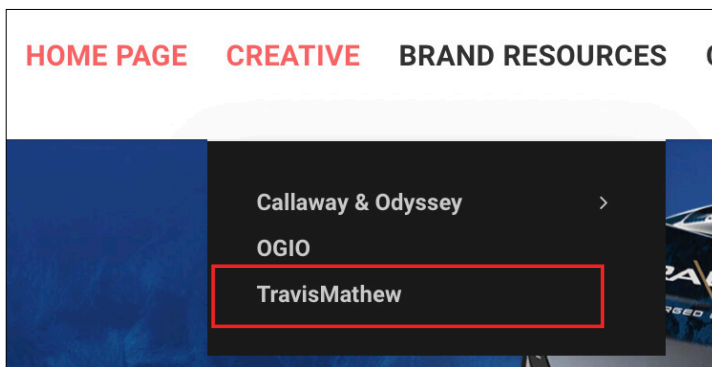 HOME PAGE CREATIVE BRAND RESOURCES
Callaway & Odyssey
OGIO
TravisMathew